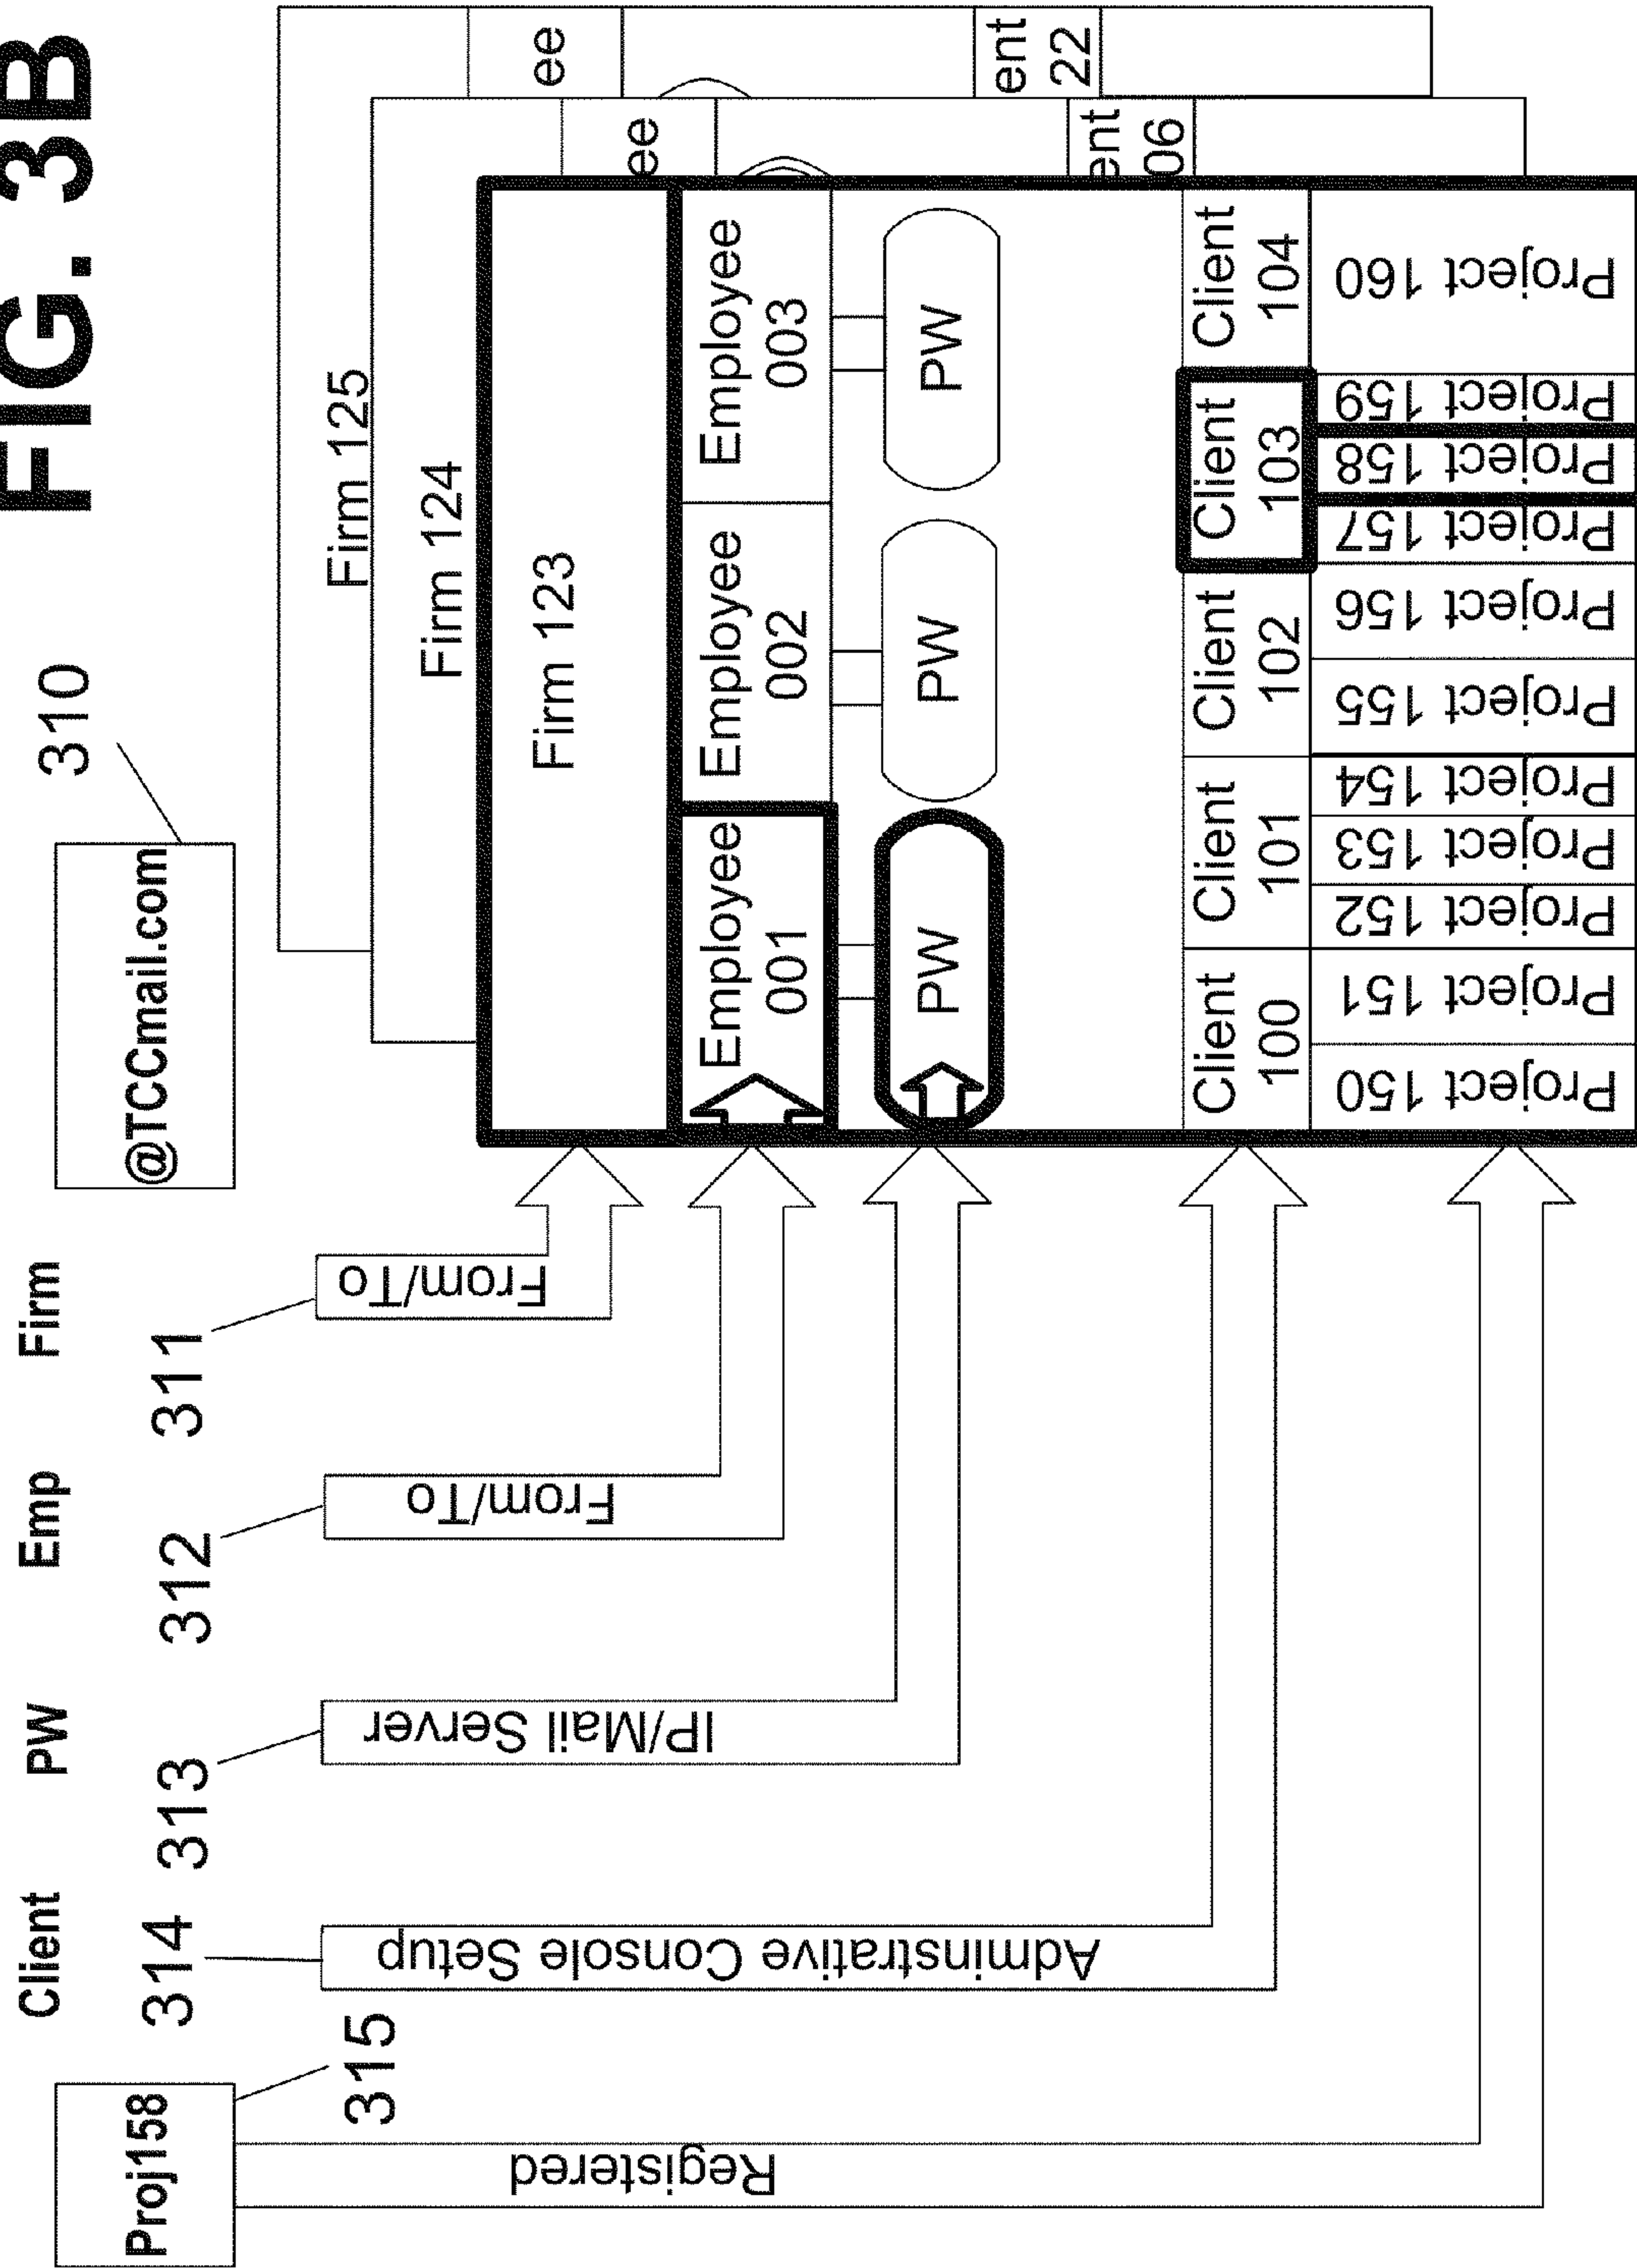 FIG. 3B
Client
PW
Emp
Firm
310
314
313
312
311
Proj158
@TCCmail.com
315
Registered
Adminstrative Console Setup
IP/Mail Server
From/To
From/To
Firm 125
Firm 124
Firm 123
ee
ee
Employee
001
Employee
002
Employee
003
PW
PW
PW
ent
22
ent
06
Client
100
Client
101
Client
102
Client
103
Client
104
Project 150
Project 151
Project 152
Project 153
Project 154
Project 155
Project 156
Project 157
Project 158
Project 159
Project 160